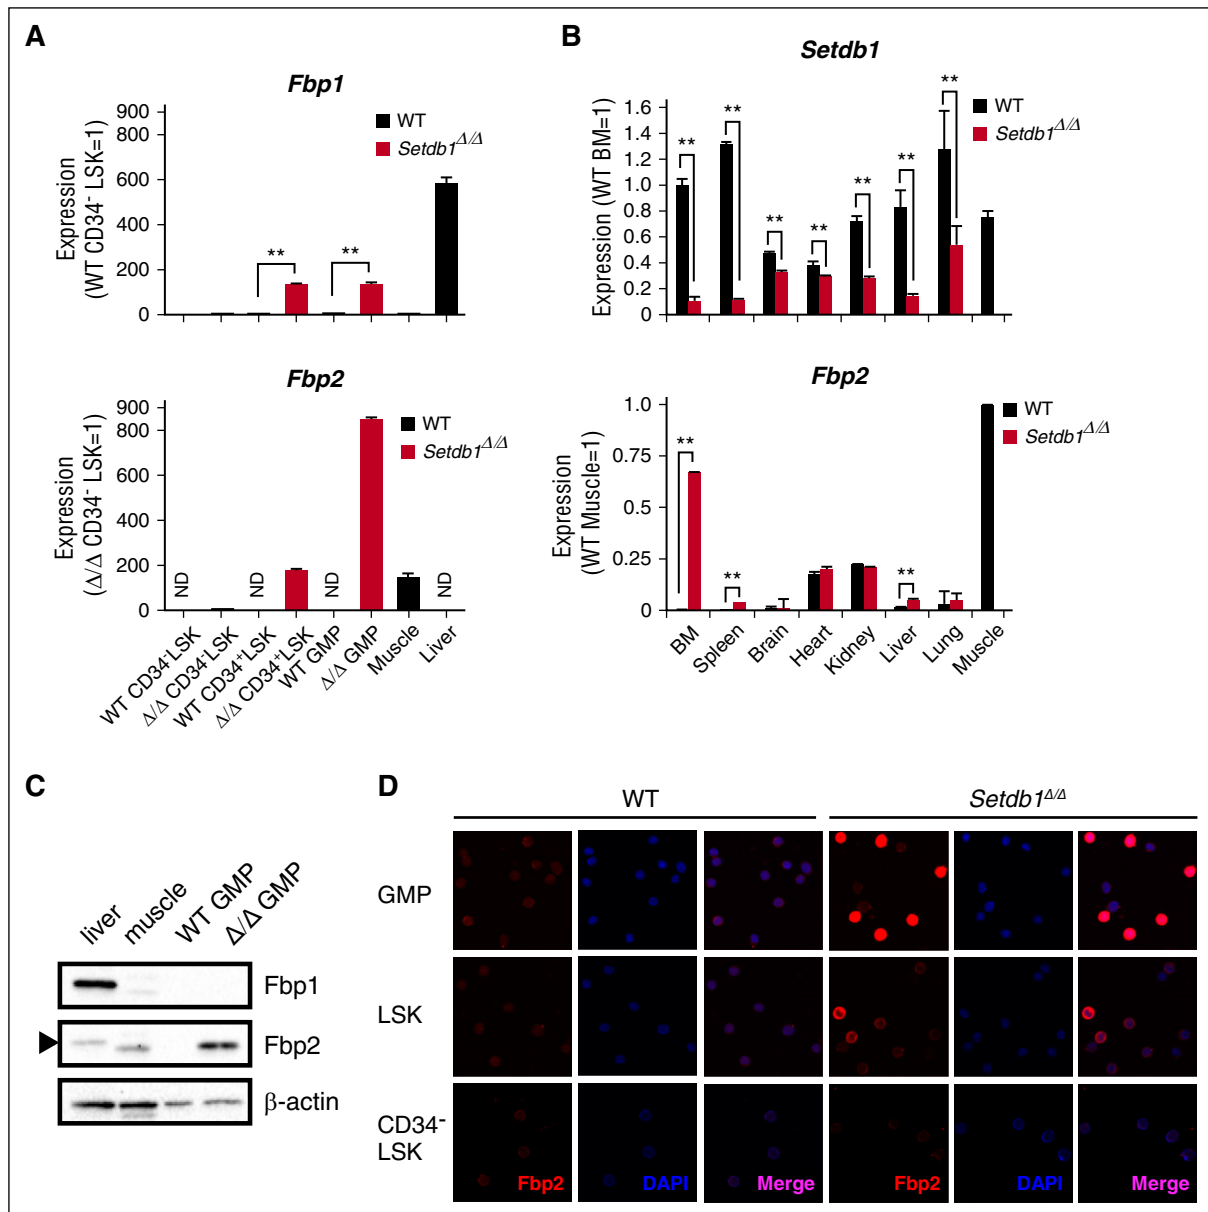 A
Fbp1
Expression
(WT CD34- LSK=1)
900
800
600
400
200
0
WT
Setdb1Δ/Δ
**
**
Fbp2
Expression
(Δ/Δ CD34- LSK=1)
900
800
600
400
200
0
WT
Setdb1Δ/Δ
ND
ND
ND
ND
WT CD34-LSK
Δ/Δ CD34-LSK
WT CD34+LSK
Δ/Δ CD34+LSK
WT GMP
Δ/Δ GMP
Muscle
Liver
B
Setdb1
Expression (WT BM=1)
1.6
1.4
1.2
1.0
0.8
0.6
0.4
0.2
0
WT
Setdb1Δ/Δ
**
**
**
**
**
**
**
Fbp2
Expression
(WT Muscle=1)
1.0
0.75
0.5
0.25
0
WT
Setdb1Δ/Δ
**
**
**
BM
Spleen
Brain
Heart
Kidney
Liver
Lung
Muscle
C
liver
muscle
WT GMP
Δ/Δ GMP
Fbp1
Fbp2
β-actin
D
WT
Setdb1Δ/Δ
GMP
LSK
CD34-
LSK
Fbp2
DAPI
Merge
Fbp2
DAPI
Merge